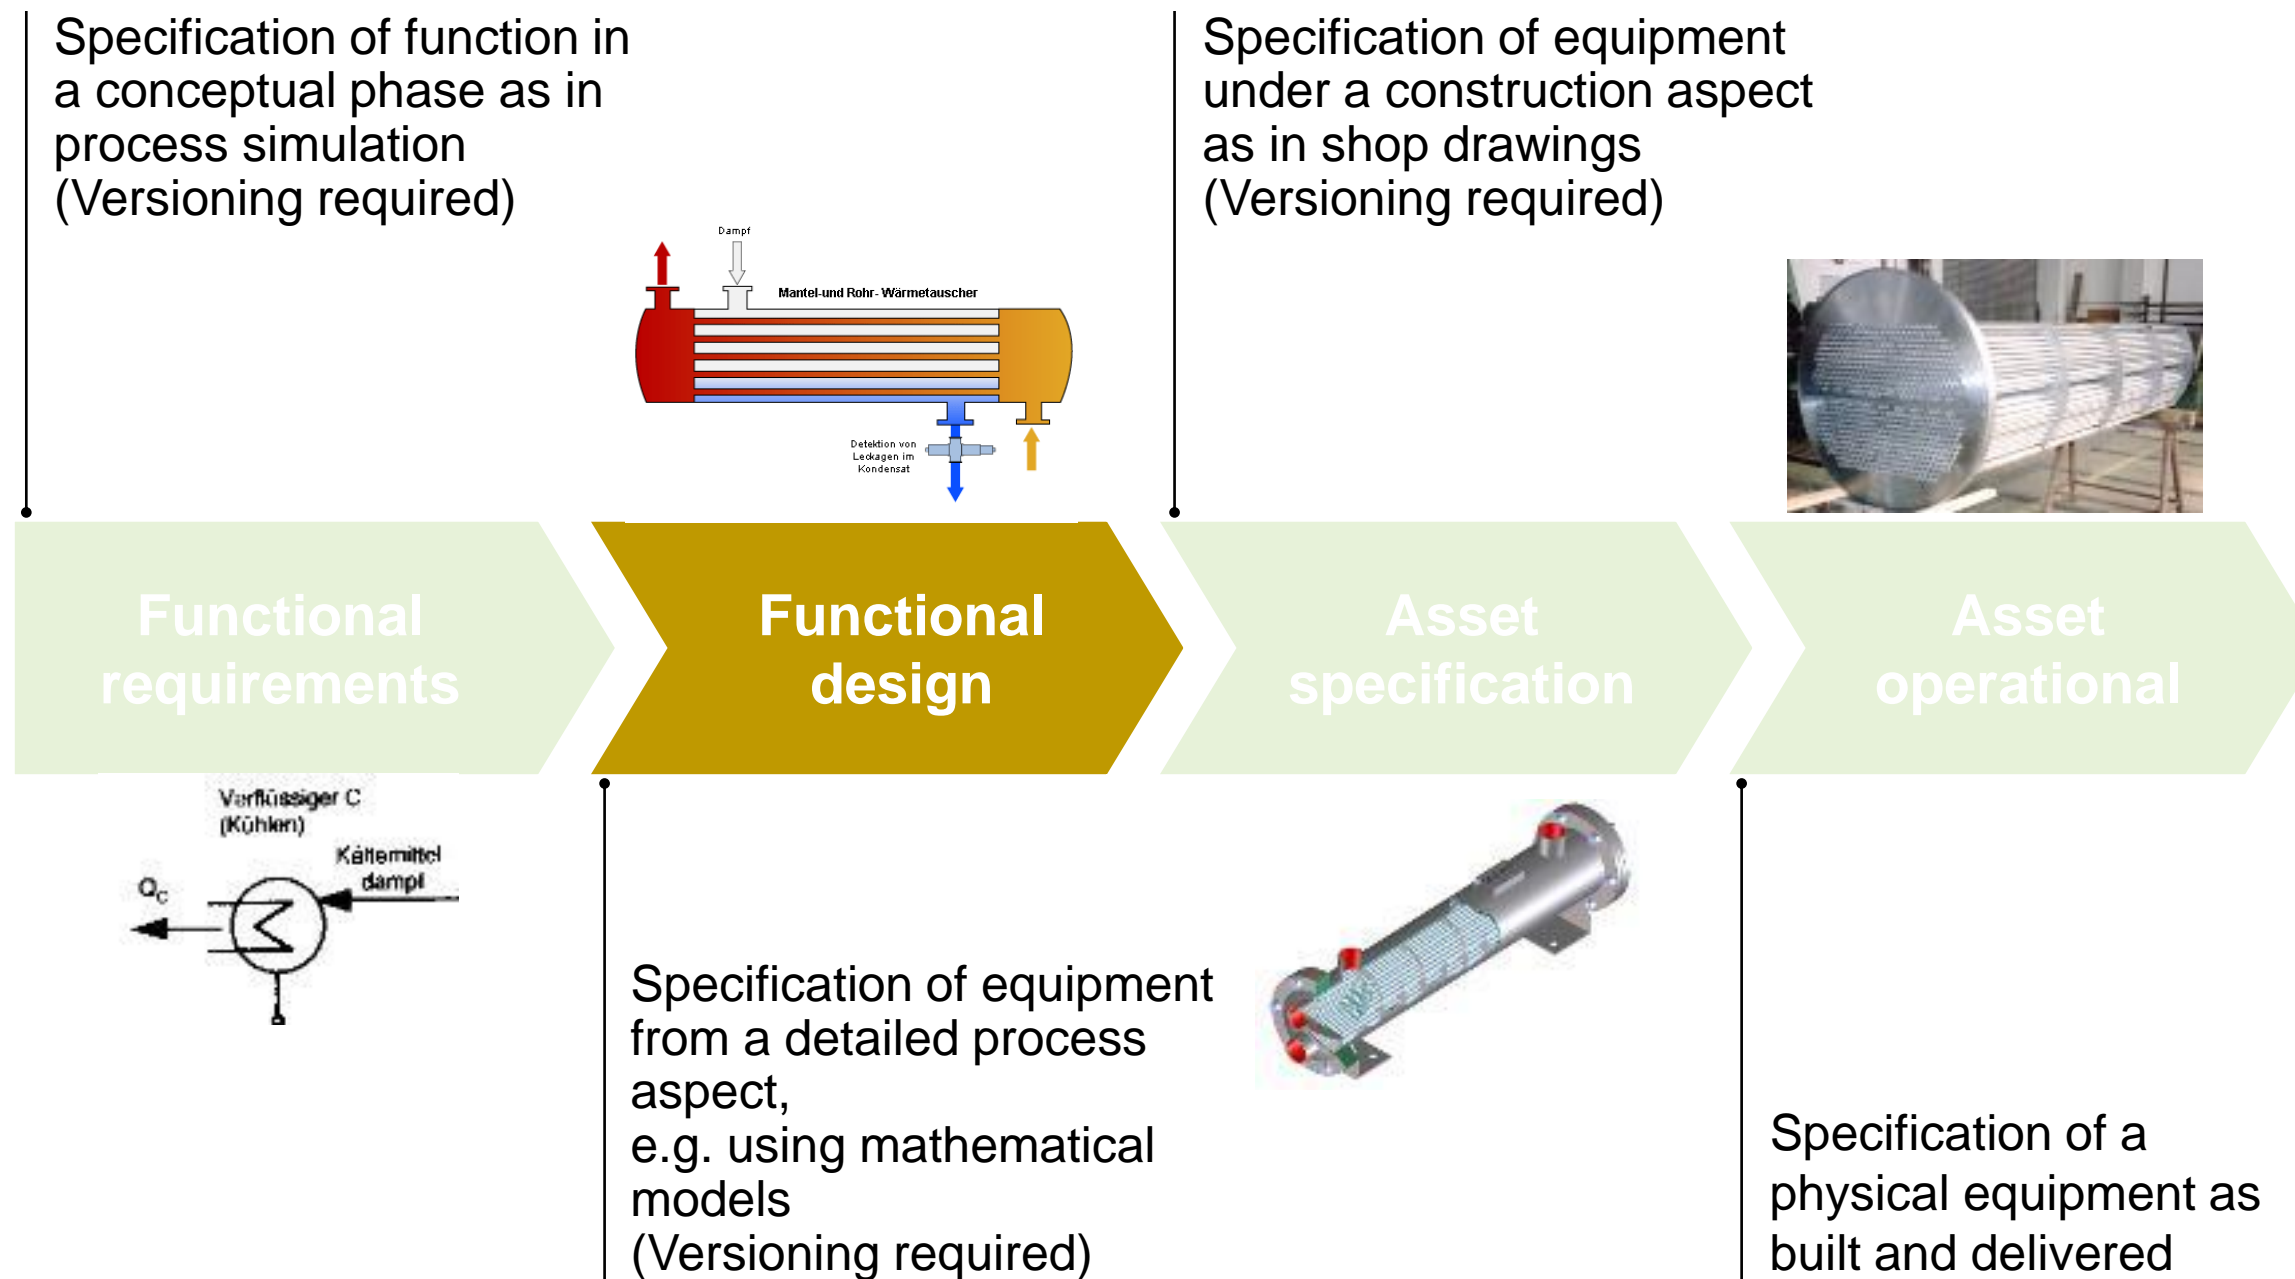 Specification of function in
a conceptual phase as in
process simulation
(Versioning required)
Specification of equipment
under a construction aspect
as in shop drawings
(Versioning required)
Dampf
Mantel-und Rohr- Wärmetauscher
Detektion von
Leckagen im
Kondensat
Functional
requirements
Functional
design
Asset
specification
Asset
operational
Verflüssiger C
(Kühlen)
Kältemittel
dampf
Qc
Specification of equipment
from a detailed process
aspect,
e.g. using mathematical
models
(Versioning required)
Specification of a
physical equipment as
built and delivered